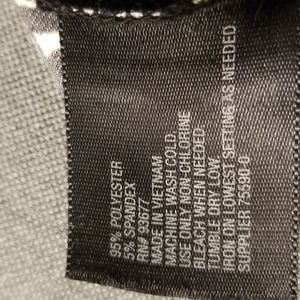 95% POLYESTER
5% SPANDEX
RN# 99677
MADE IN VIETNAM
MACHINE WASH COLD.
USE ONLY NON-CHLORINE
BLEACH WHEN NEEDED.
TUMBLE DRY LOW.
IRON ON LOWEST SETTING AS NEEDED
SUPPLIER 75590-0